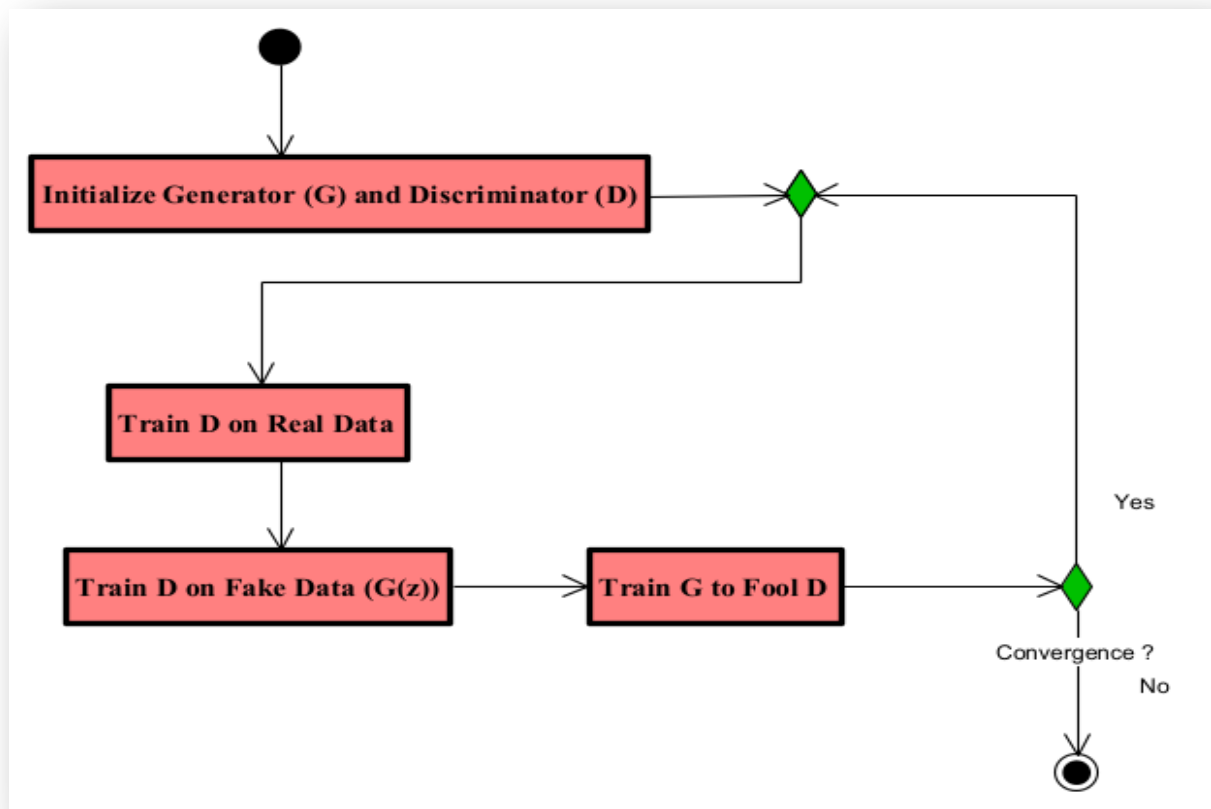 Initialize Generator (G) and Discriminator (D)
Train D on Real Data
Yes
Train D on Fake Data (G(z))
Train G to Fool D
Convergence ?
No